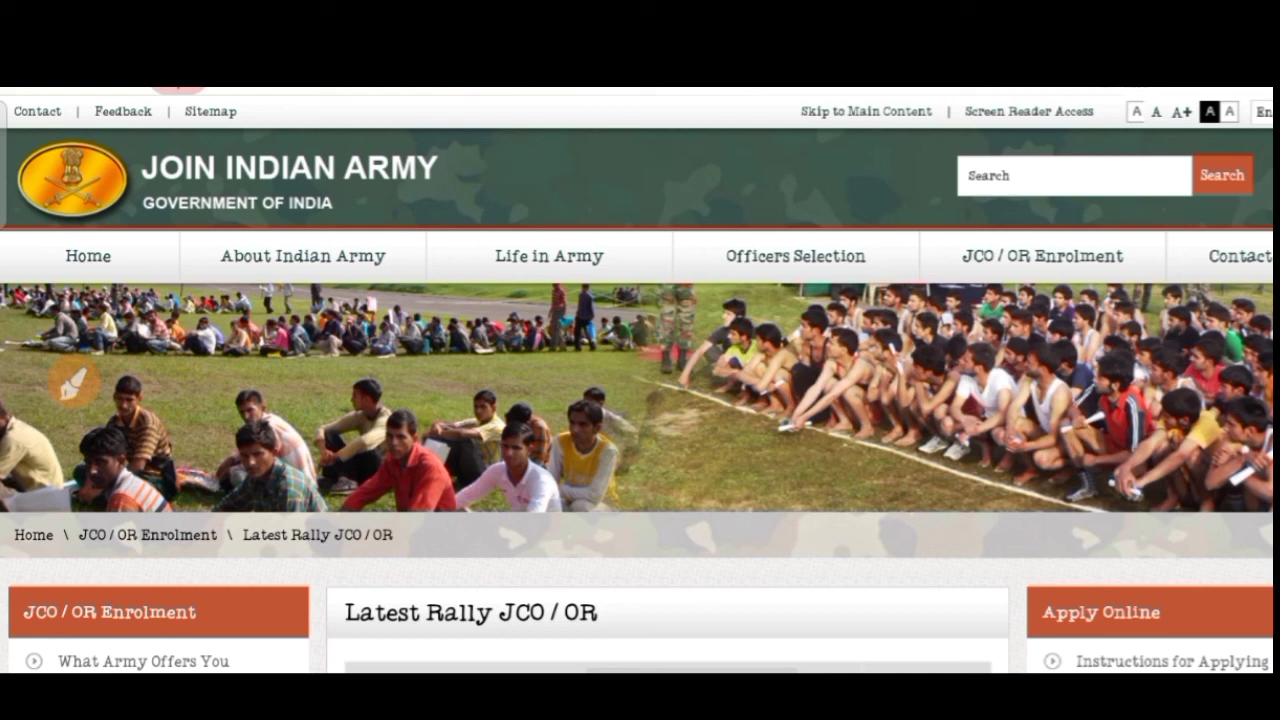 Contact | Feedback | Sitemap Skip to Main Content | Screen Reader Access A A A+ A A En
JOIN INDIAN ARMY
GOVERNMENT OF INDIA
Search Search
Home About Indian Army Life in Army Officers Selection JCO / OR Enrolment Contact
Home \ JCO / OR Enrolment \ Latest Rally JCO / OR
JCO / OR Enrolment Latest Rally JCO / OR Apply Online
What Army Offers You Instructions for Applying